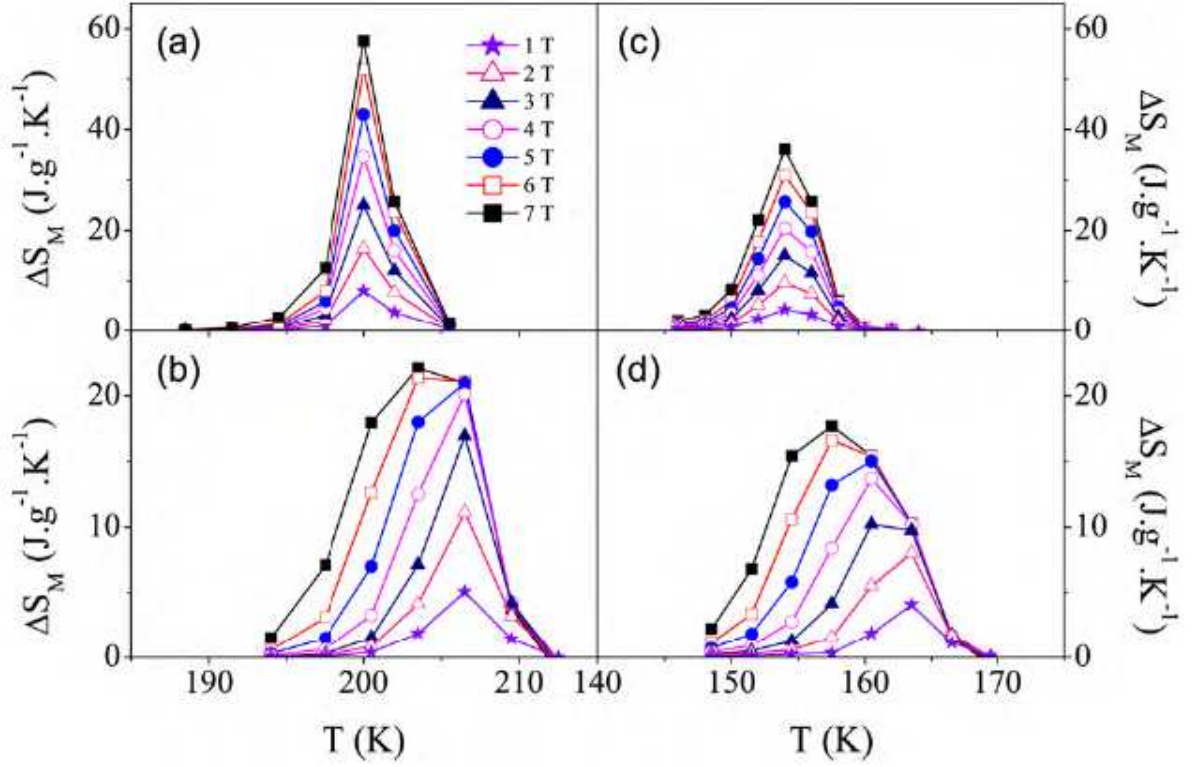 (a)
60
40
20
0
ΔS_M (J.g⁻¹.K⁻¹)
1 T
2 T
3 T
4 T
5 T
6 T
7 T
(c)
60
40
20
0
ΔS_M (J.g⁻¹.K⁻¹)
(b)
20
10
0
ΔS_M (J.g⁻¹.K⁻¹)
190 200 210
T (K)
(d)
20
10
0
ΔS_M (J.g⁻¹.K⁻¹)
140 150 160 170
T (K)